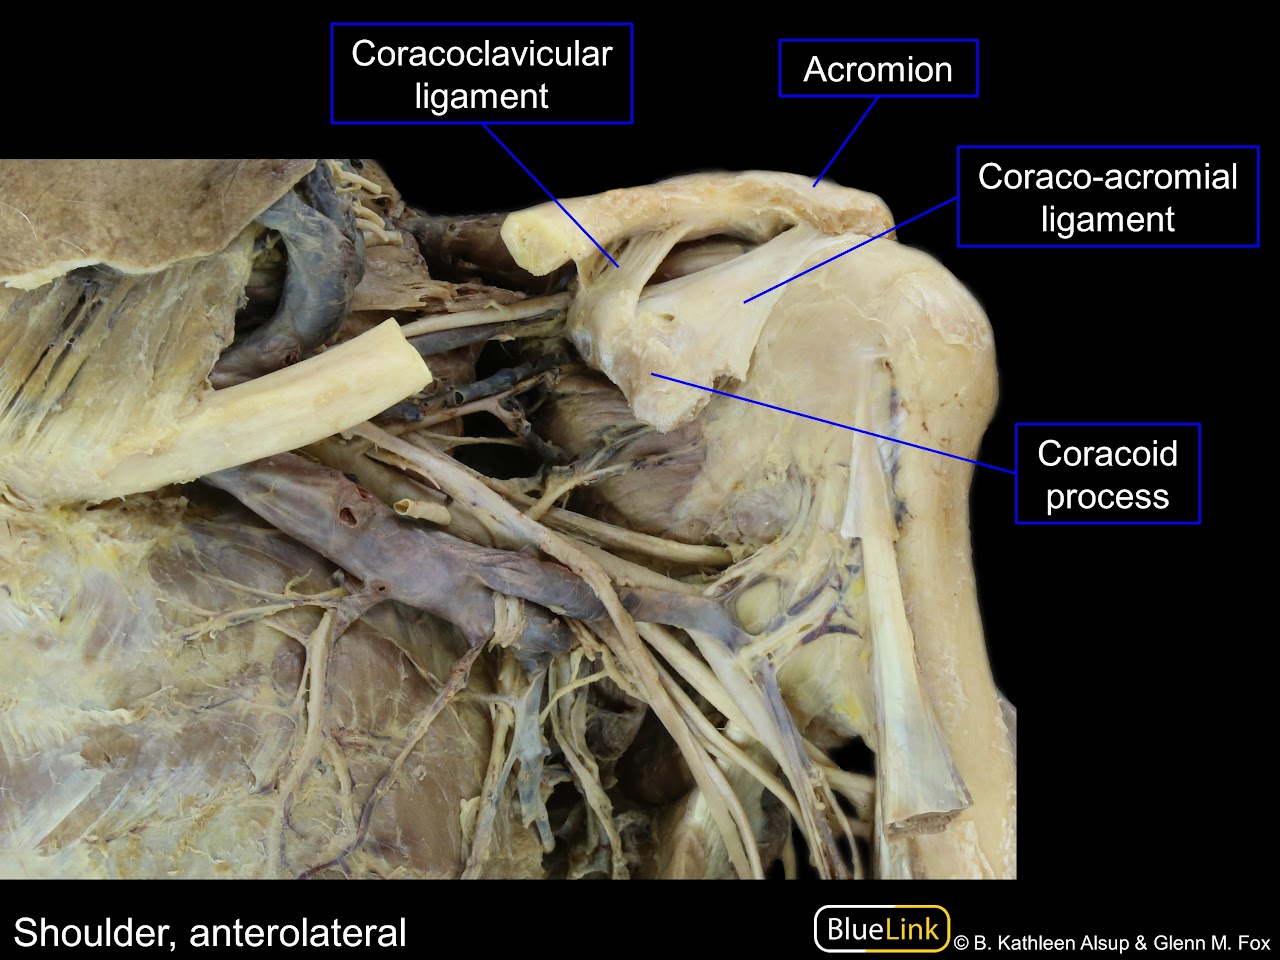 Coracoclavicular
ligament
Acromion
Coraco-acromial
ligament
Coracoid
process
Shoulder, anterolateral
BlueLink
© B. Kathleen Alsup & Glenn M. Fox